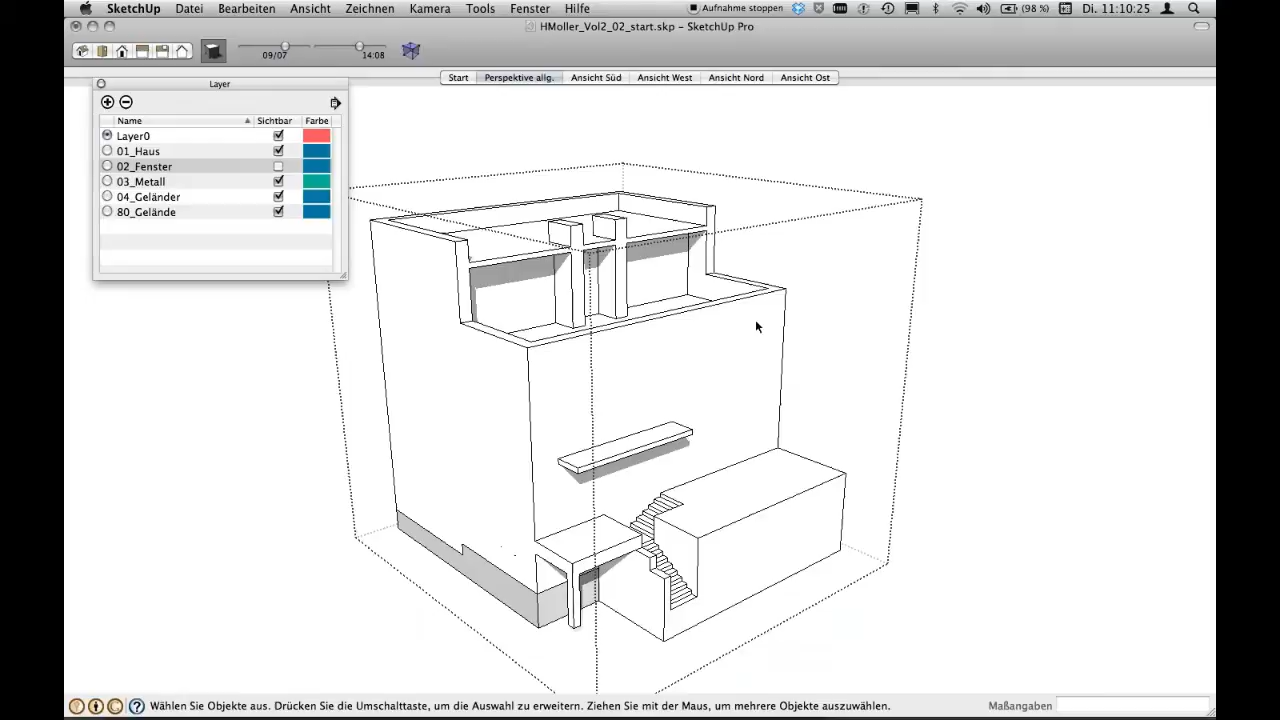 SketchUp Datei Bearbeiten Ansicht Kamera Zeichnen Tools Fenster Hilfe Aufnahme stoppen (98 %) Di. 11:10:25
HMoller_Vol2_02_start.skp – SketchUp Pro
09/07 14:08
Start Perspektive allg. Ansicht Süd Ansicht West Ansicht Nord Ansicht Ost
Layer
Name Sichtbar Farbe
Layer0
01_Haus
02_Fenster
03_Metall
04_Geländer
80_Gelände
Wählen Sie Objekte aus. Drücken Sie die Umschalttaste, um die Auswahl zu erweitern. Ziehen Sie mit der Maus, um mehrere Objekte auszuwählen. Maßangaben